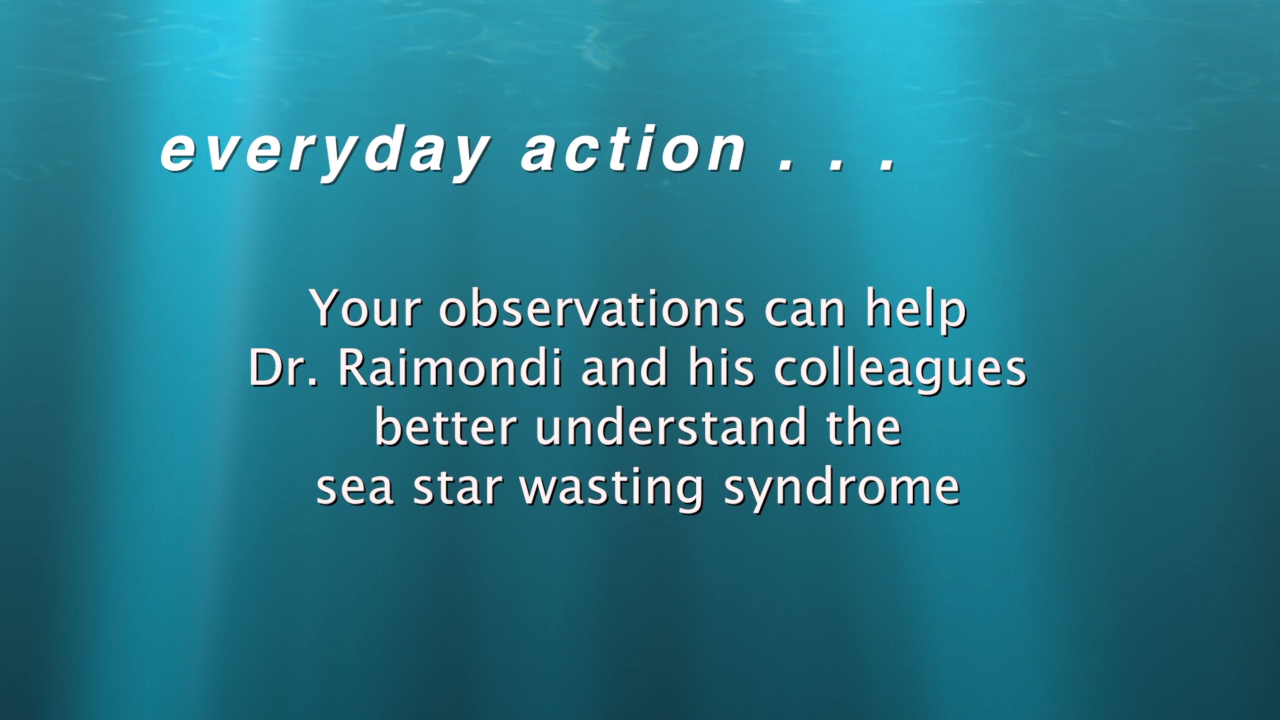 everyday action . . .
Your observations can help
Dr. Raimondi and his colleagues
better understand the
sea star wasting syndrome